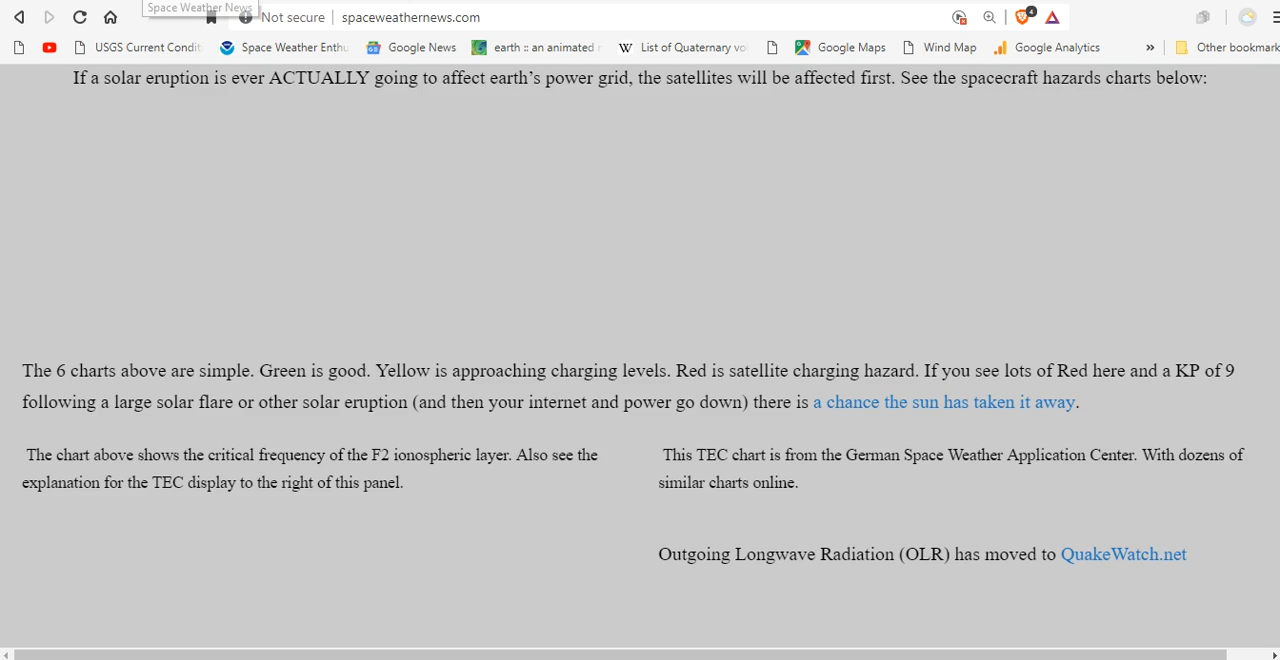 Space Weather News
Not secure
spaceweathernews.com
4
USGS Current Condit
Space Weather Enthu
Google News
earth :: an animated
List of Quaternary vo
Google Maps
Wind Map
Google Analytics
»
Other bookmark
If a solar eruption is ever ACTUALLY going to affect earth’s power grid, the satellites will be affected first. See the spacecraft hazards charts below:
The 6 charts above are simple. Green is good. Yellow is approaching charging levels. Red is satellite charging hazard. If you see lots of Red here and a KP of 9
following a large solar flare or other solar eruption (and then your internet and power go down) there is a chance the sun has taken it away.
The chart above shows the critical frequency of the F2 ionospheric layer. Also see the
explanation for the TEC display to the right of this panel.
This TEC chart is from the German Space Weather Application Center. With dozens of
similar charts online.
Outgoing Longwave Radiation (OLR) has moved to QuakeWatch.net